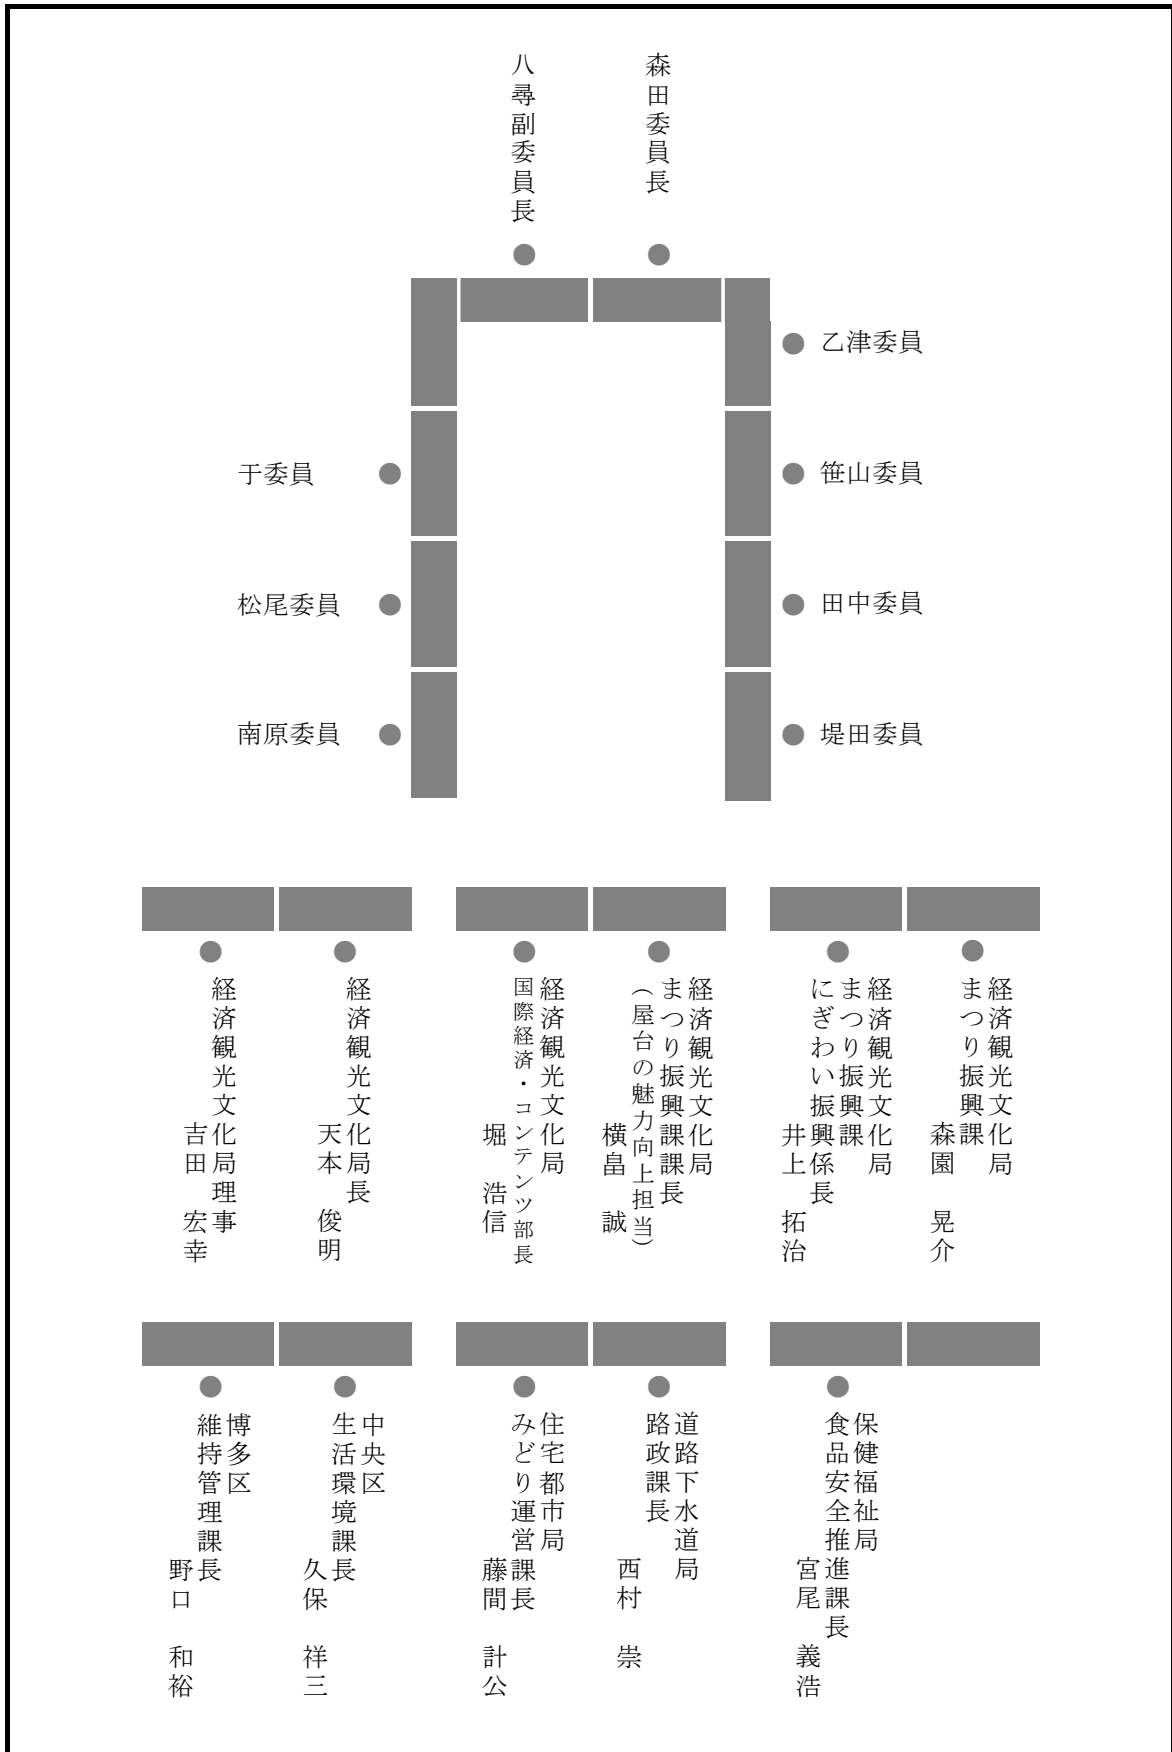 森田委員長
八尋副委員長
乙津委員
于委員
笹山委員
松尾委員
田中委員
南原委員
堤田委員
経済観光文化局
まつり振興課
森園　晃介
経済観光文化局
まつり振興課
にぎわい振興係長
井上　拓治
経済観光文化局
まつり振興課課長
(屋台の魅力向上担当)
横畠　誠
経済観光文化局
国際経済・コンテンツ部長
堀　浩信
経済観光文化局長
天本　俊明
経済観光文化局理事
吉田　宏幸
保健福祉局
食品安全推進課長
宮尾　義浩
道路下水道局
路政課長
西村　崇
住宅都市局
みどり運営課長
藤間　計公
中央区
生活環境課長
久保　祥三
博多区
維持管理課長
野口　和裕